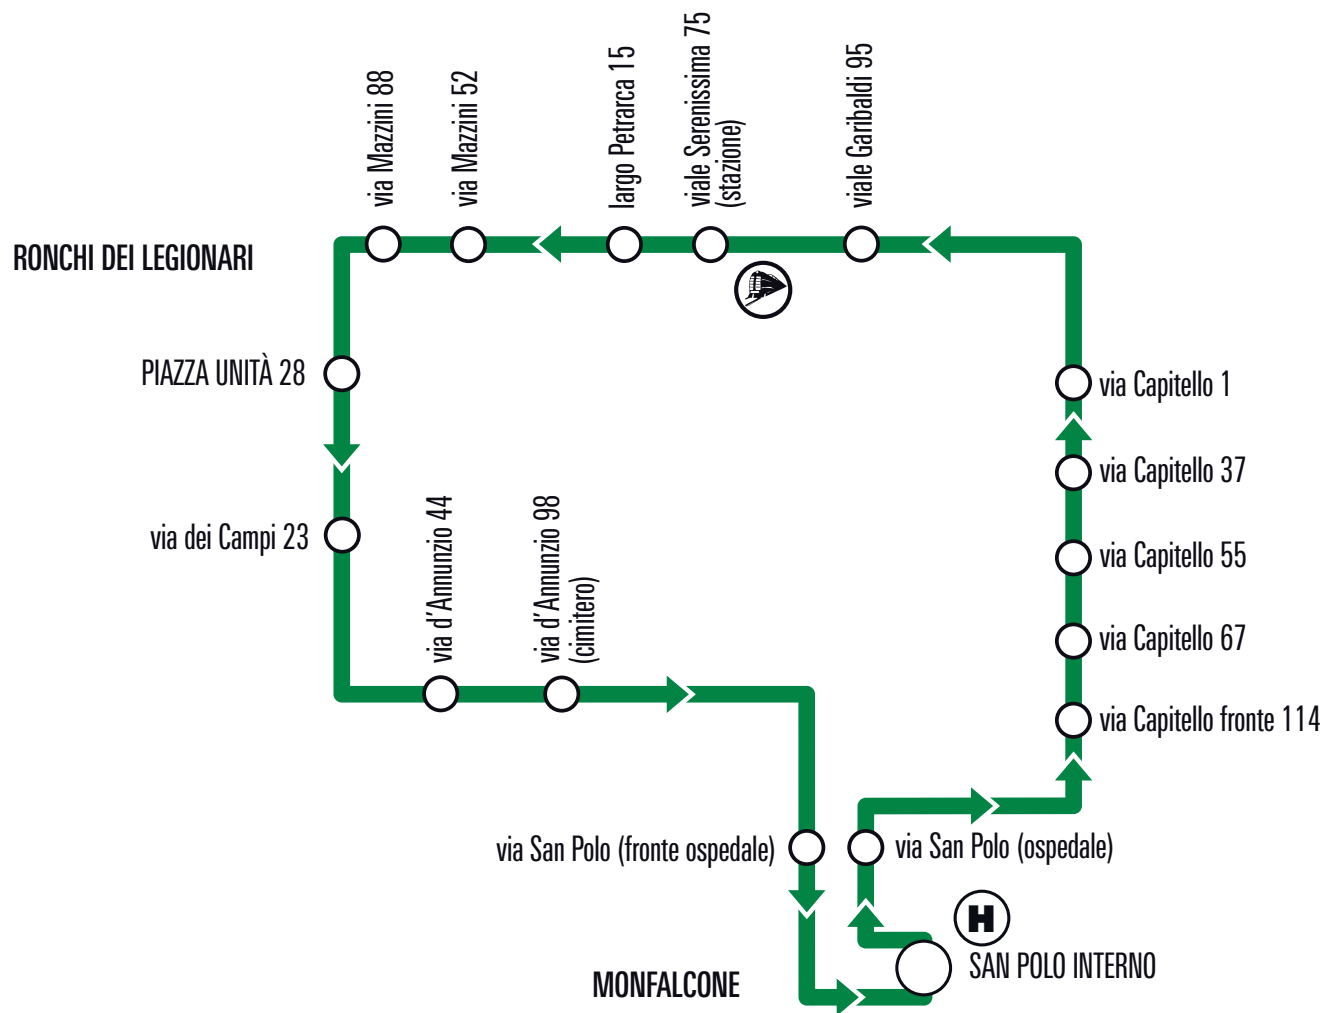 via Mazzini 88
via Mazzini 52
largo Petrarca 15
viale Serenissima 75
(stazione)
viale Garibaldi 95
RONCHI DEI LEGIONARI
PIAZZA UNITÀ 28
via dei Campi 23
via d'Annunzio 44
via d'Annunzio 98
(cimitero)
via Capitello 1
via Capitello 37
via Capitello 55
via Capitello 67
via Capitello fronte 114
via San Polo (fronte ospedale)
via San Polo (ospedale)
H
SAN POLO INTERNO
MONFALCONE